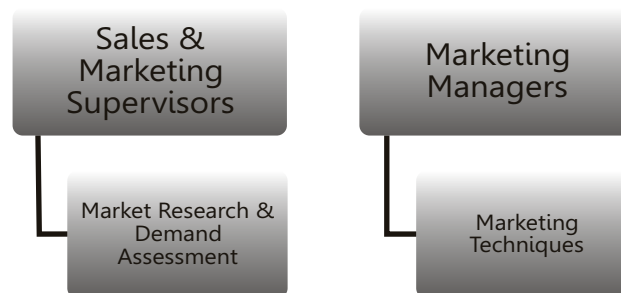 Sales &
Marketing
Supervisors
Market Research &
Demand
Assessment
Marketing
Managers
Marketing
Techniques